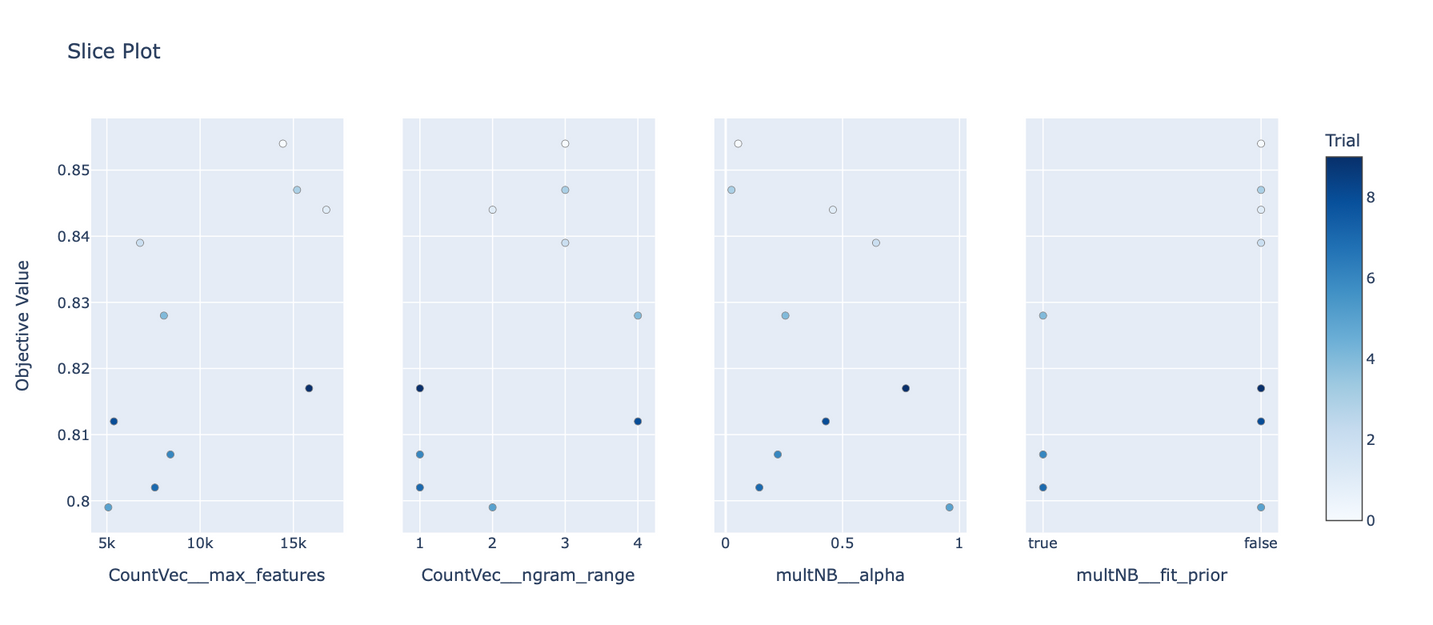 Slice Plot
Trial
Objective Value
0.85
0.84
0.83
0.82
0.81
0.8
5k 10k 15k
1 2 3 4
0 0.5 1
true false
CountVec__max_features
CountVec__ngram_range
multNB__alpha
multNB__fit_prior
8
6
4
2
0